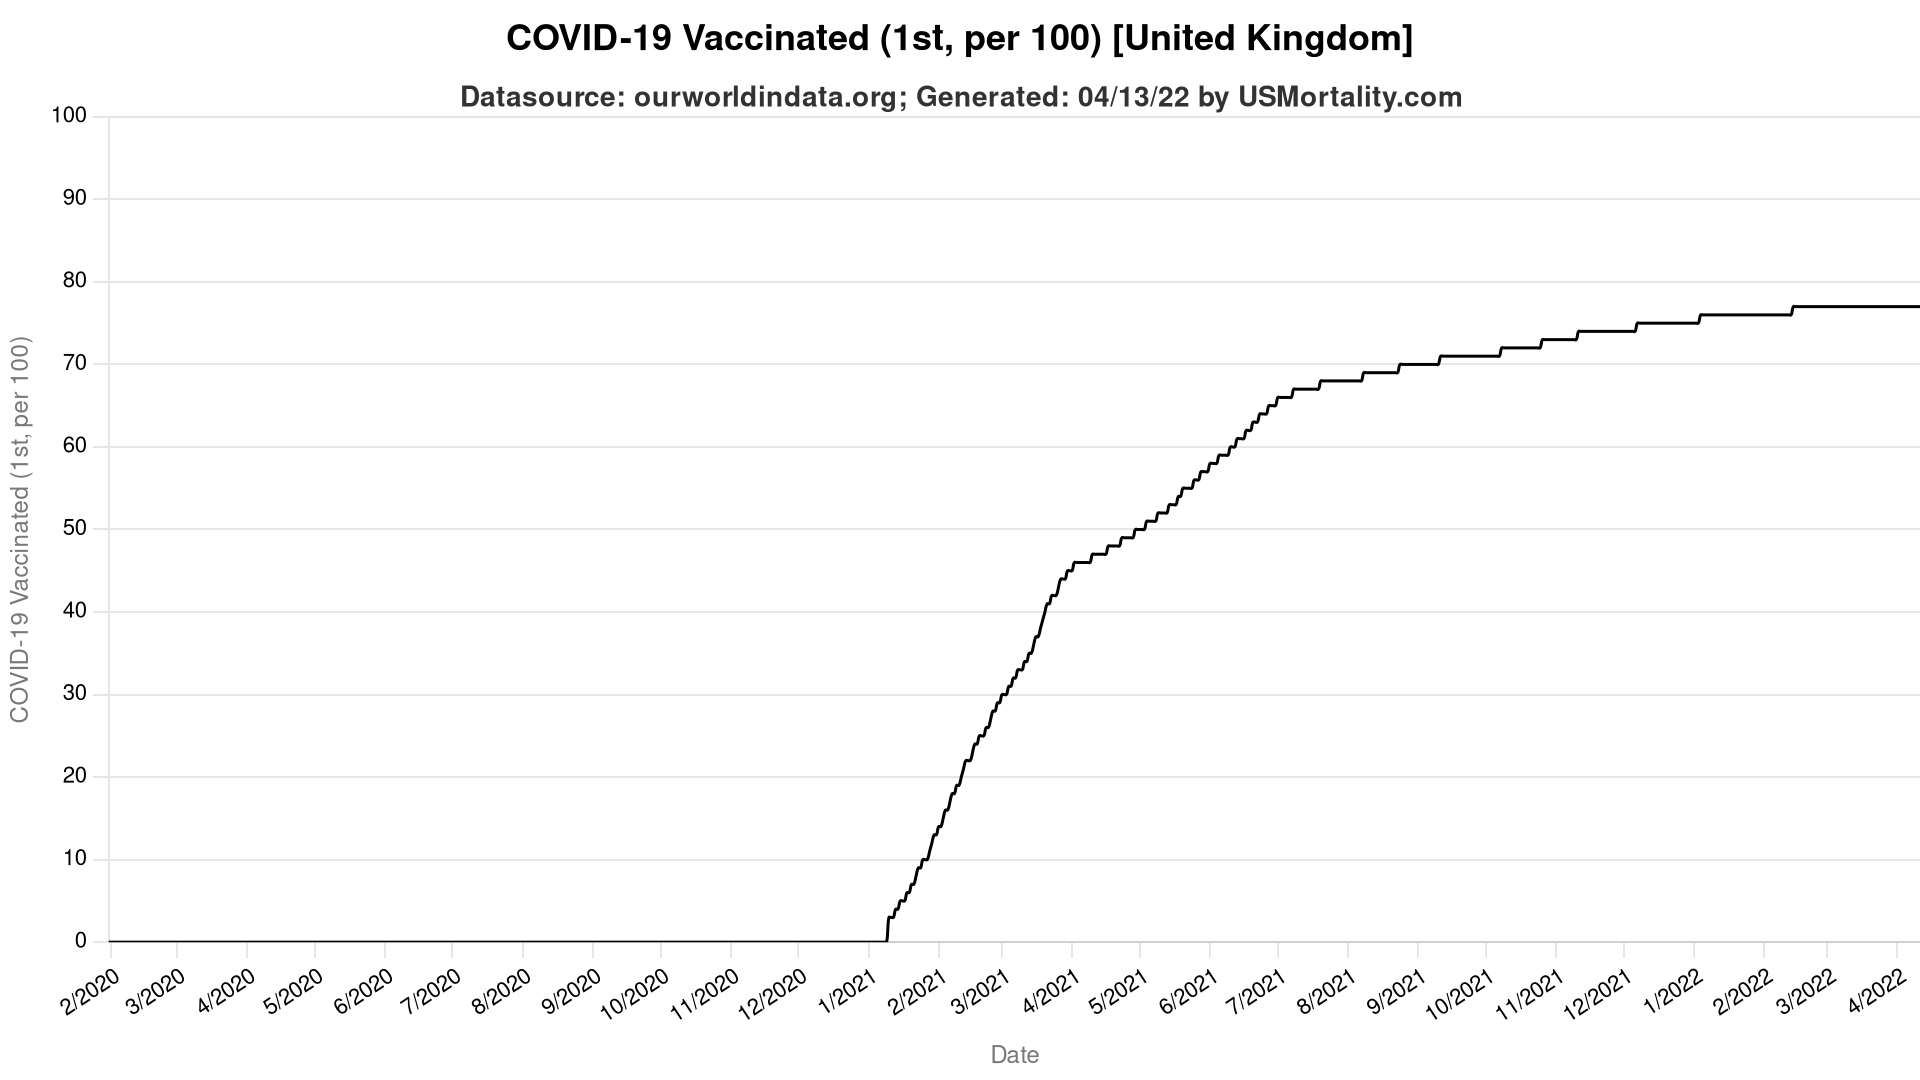 COVID-19 Vaccinated (1st, per 100) [United Kingdom]
Datasource: ourworldindata.org; Generated: 04/13/22 by USMortality.com
100
90
80
70
60
50
40
30
20
10
0
COVID-19 Vaccinated (1st, per 100)
2/2020 3/2020 4/2020 5/2020 6/2020 7/2020 8/2020 9/2020 10/2020 11/2020 12/2020 1/2021 2/2021 3/2021 4/2021 5/2021 6/2021 7/2021 8/2021 9/2021 10/2021 11/2021 12/2021 1/2022 2/2022 3/2022 4/2022
Date